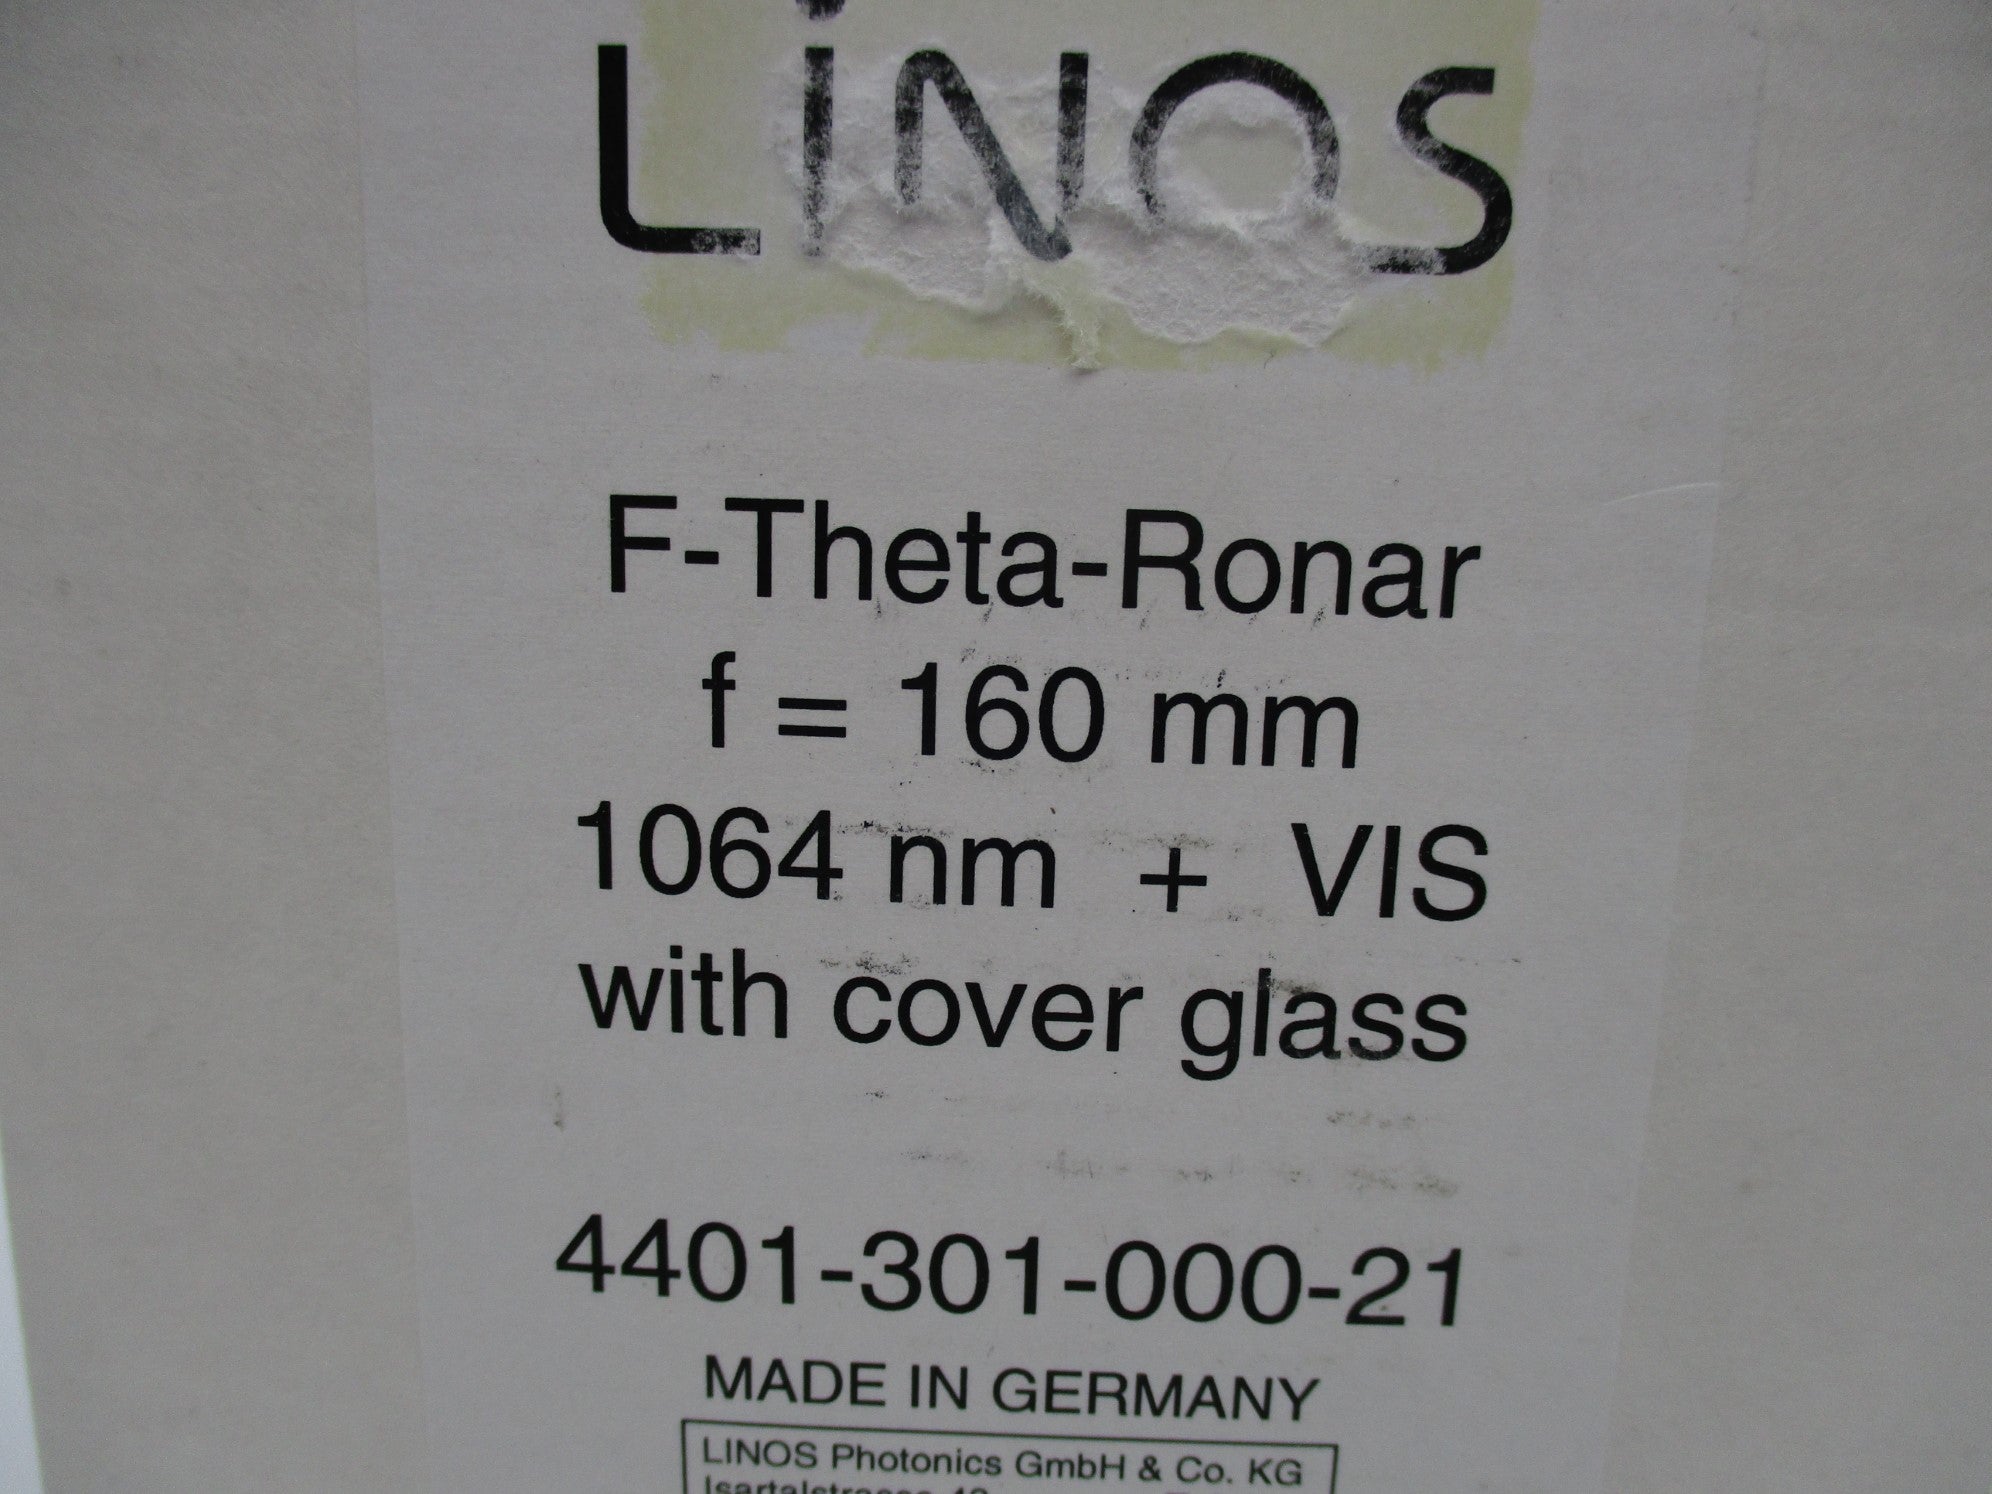 LINOS
F-Theta-Ronar
f = 160 mm
1064 nm + VIS
with cover glass
4401-301-000-21
MADE IN GERMANY
LINOS Photonics GmbH & Co. KG